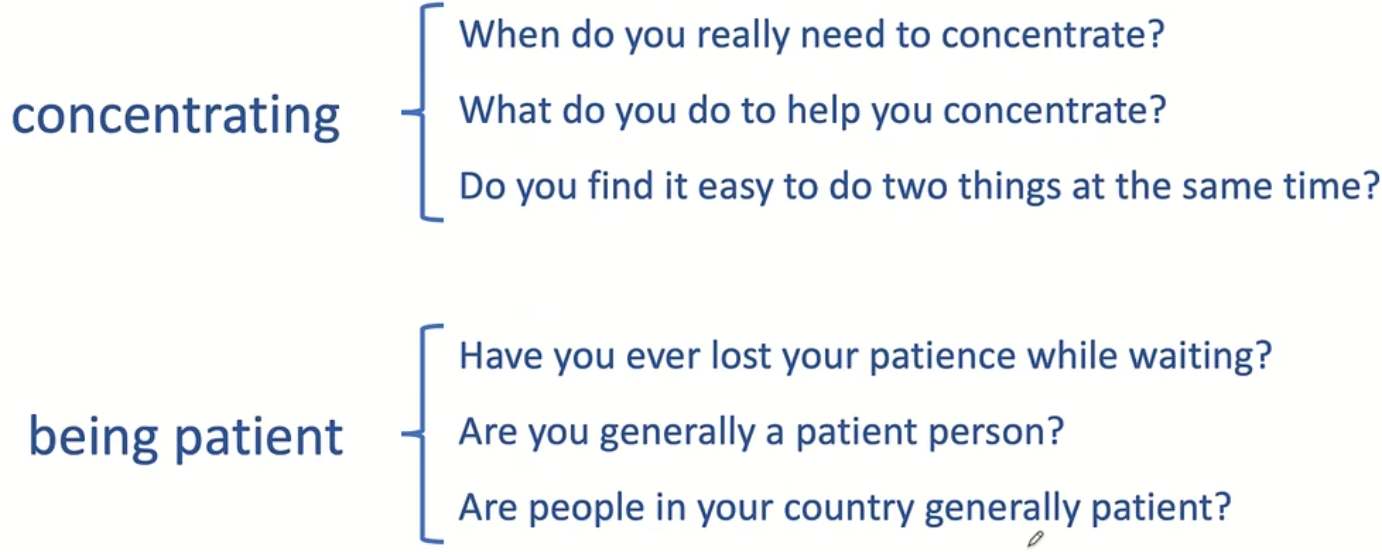 concentrating
When do you really need to concentrate?
What do you do to help you concentrate?
Do you find it easy to do two things at the same time?
being patient
Have you ever lost your patience while waiting?
Are you generally a patient person?
Are people in your country generally patient?